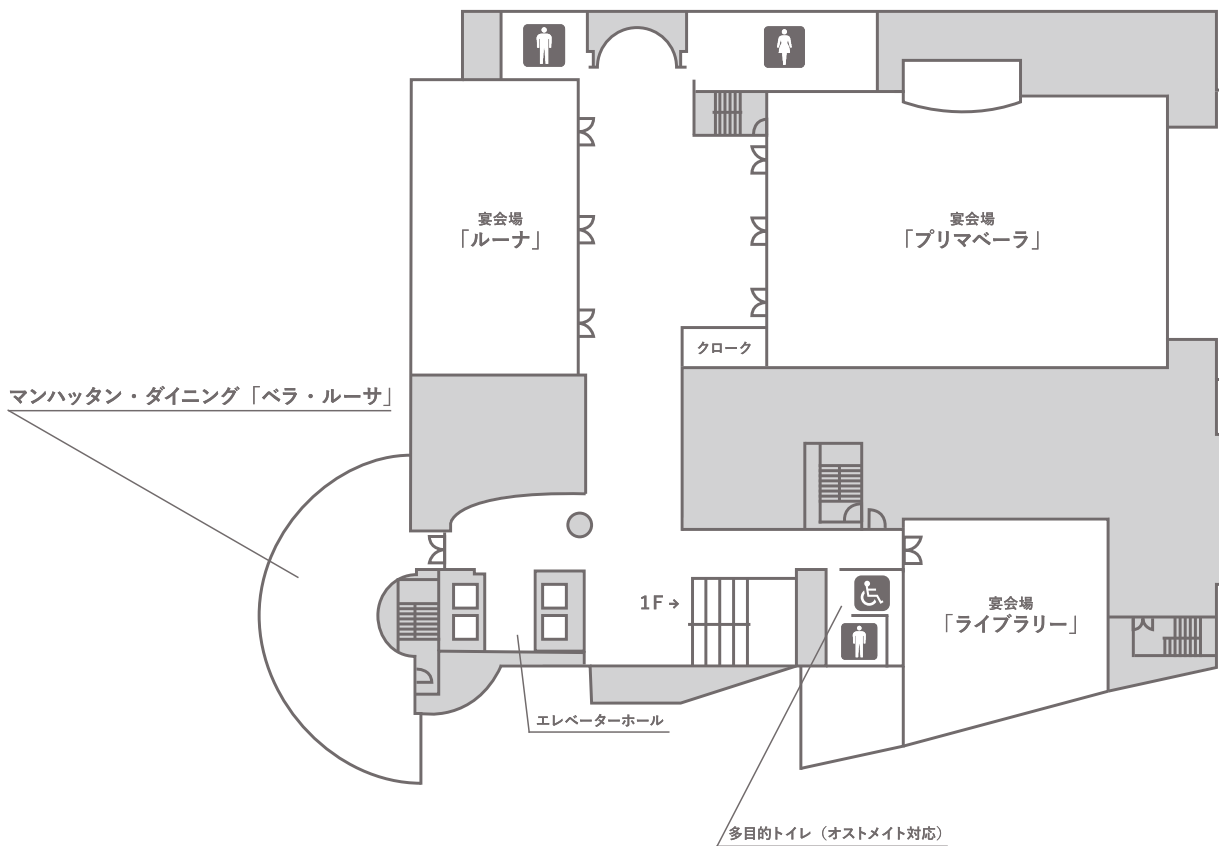 宴会場
「ルーナ」
宴会場
「プリマベーラ」
クローク
マンハッタン・ダイニング「ベラ・ルーサ」
1F→
宴会場
「ライブラリー」
エレベーターホール
多目的トイレ（オストメイト対応）